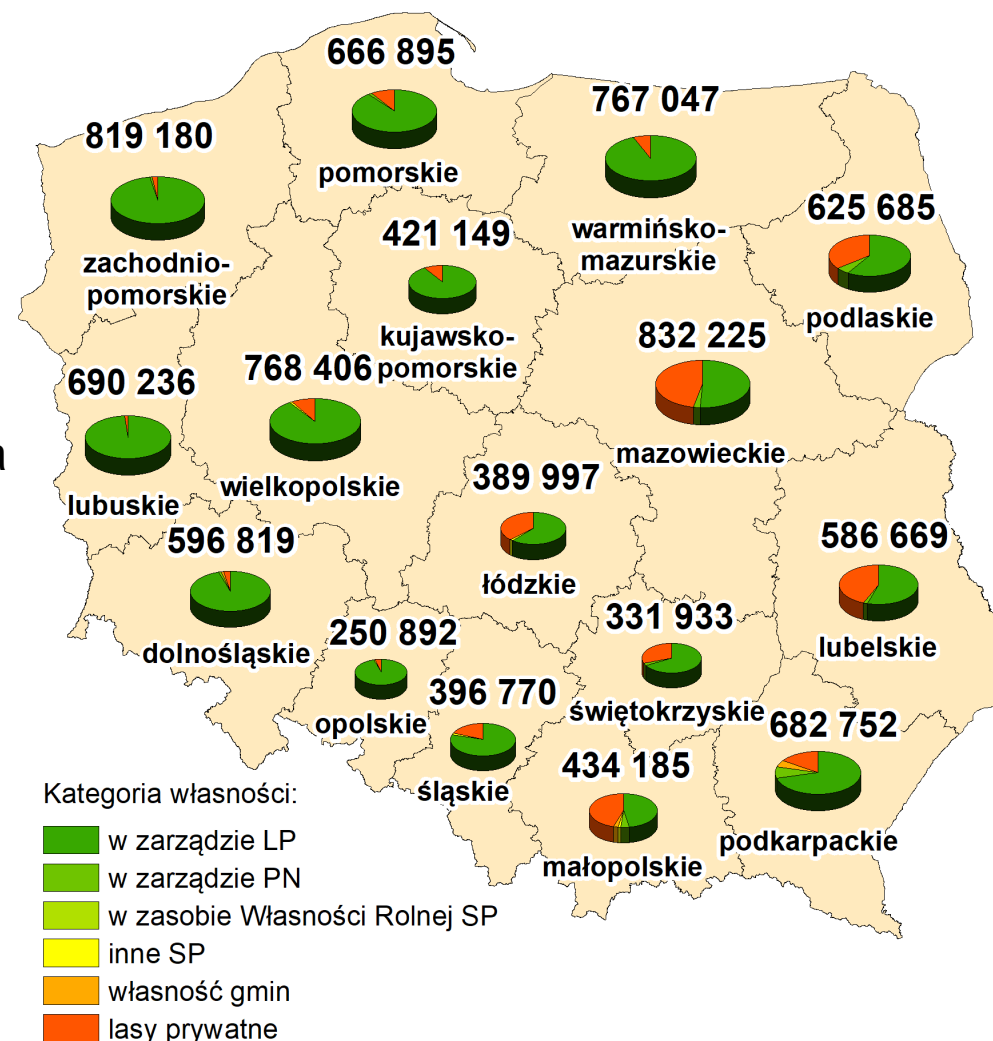 666 895
pomorskie
767 047
warmińsko-
mazurskie
819 180
zachodnio-
pomorskie
421 149
kujawsko-
pomorskie
625 685
podlaskie
832 225
mazowieckie
690 236
lubuskie
768 406
wielkopolskie
a
389 997
łódzkie
596 819
dolnośląskie
586 669
lubelskie
250 892
opolskie
396 770
śląskie
331 933
świętokrzyskie
434 185
małopolskie
682 752
podkarpackie
Kategoria własności:
w zarządzie LP
w zarządzie PN
w zasobie Własności Rolnej SP
inne SP
własność gmin
lasy prywatne